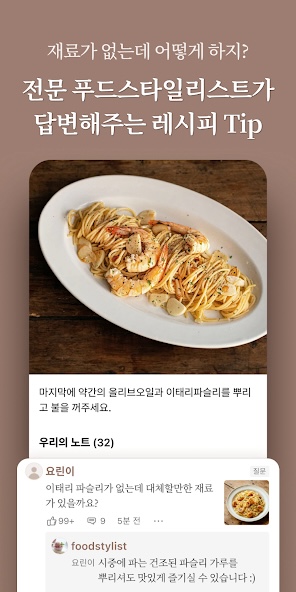 재료가 없는데 어떻게 하지?
전문 푸드스타일리스트가
답변해주는 레시피 Tip
마지막에 약간의 올리브오일과 이태리파슬리를 뿌리
고 불을 꺼주세요.
우리의 노트 (32)
요린이
질문
이태리 파슬리가 없는데 대체할만한 재료
가 있을까요?
99+ 9 5분 전 ···
foodstylist
요린이 시중에 파는 건조된 파슬리 가루를
뿌리셔도 맛있게 즐기실 수 있습니다 :)